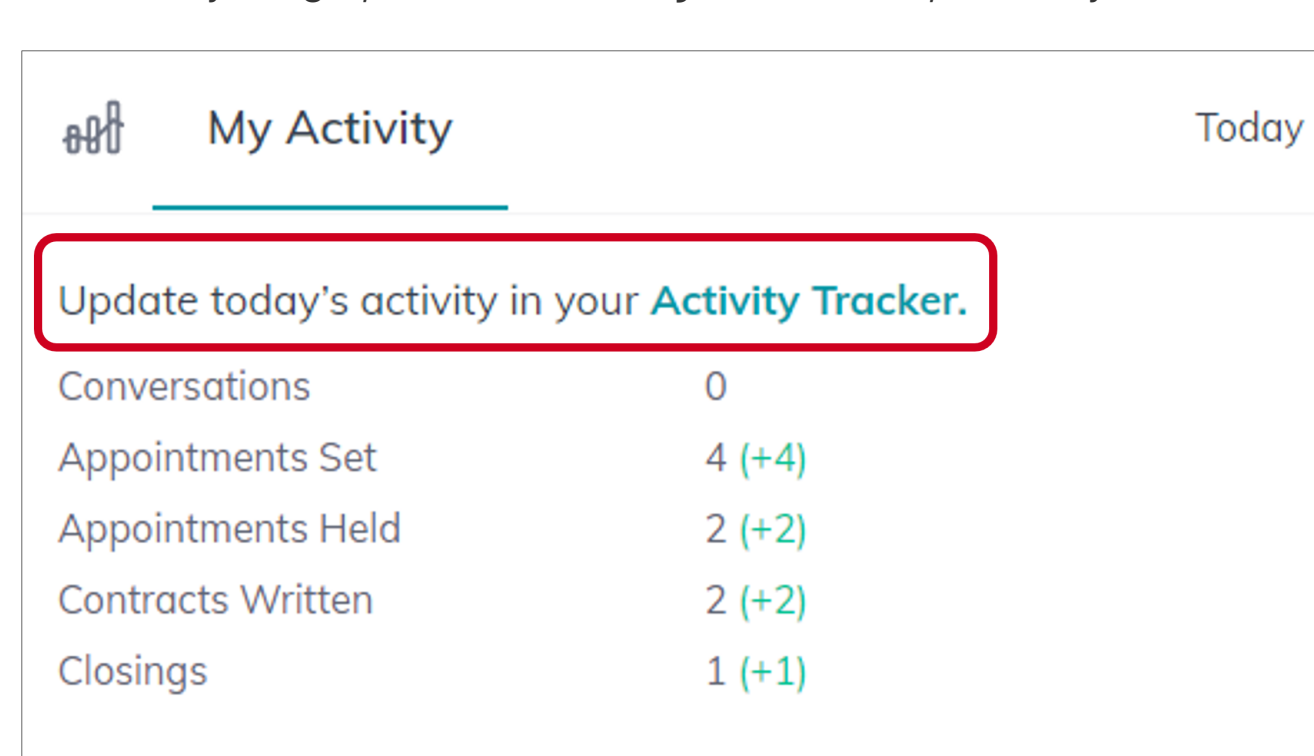 My Activity
Today
Update today's activity in your Activity Tracker.
Conversations 0
Appointments Set 4 (+4)
Appointments Held 2 (+2)
Contracts Written 2 (+2)
Closings 1 (+1)